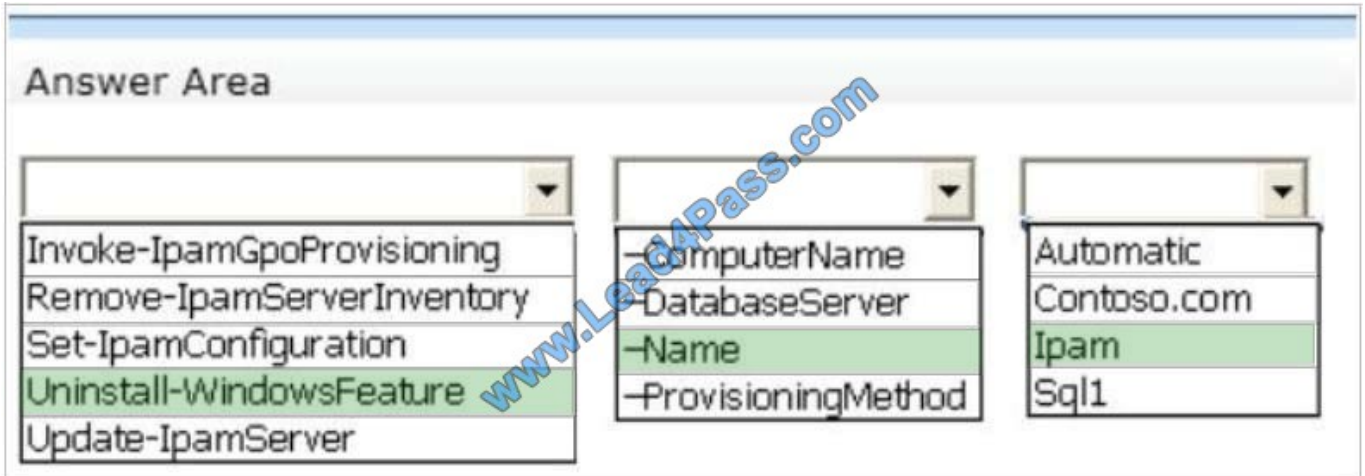 Answer Area
Invoke-IpamGpoProvisioning
Remove-IpamServerInventory
Set-IpamConfiguration
Uninstall-WindowsFeature
Update-IpamServer
–ComputerName
–DatabaseServer
–Name
–ProvisioningMethod
Automatic
Contoso.com
Ipam
Sql1
www.Lead4Pass.com